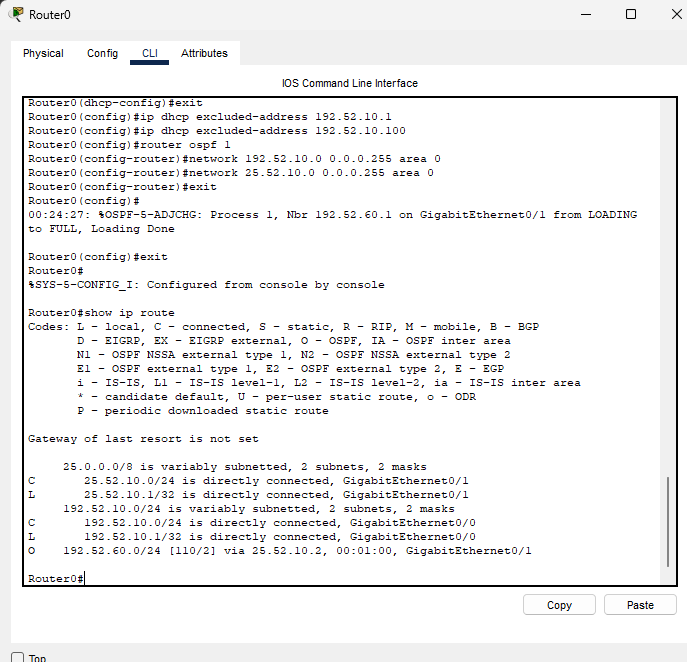 Router0
Physical Config CLI Attributes
IOS Command Line Interface
Router0(dhcp-config)#exit
Router0(config)#ip dhcp excluded-address 192.52.10.1
Router0(config)#ip dhcp excluded-address 192.52.10.100
Router0(config)#router ospf 1
Router0(config-router)#network 192.52.10.0 0.0.0.255 area 0
Router0(config-router)#network 25.52.10.0 0.0.0.255 area 0
Router0(config-router)#exit
Router0(config)#
00:24:27: %OSPF-5-ADJCHG: Process 1, Nbr 192.52.60.1 on GigabitEthernet0/1 from LOADING
to FULL, Loading Done
Router0(config)#exit
Router0#
%SYS-5-CONFIG_I: Configured from console by console
Router0#show ip route
Codes: L - local, C - connected, S - static, R - RIP, M - mobile, B - BGP
D - EIGRP, EX - EIGRP external, O - OSPF, IA - OSPF inter area
N1 - OSPF NSSA external type 1, N2 - OSPF NSSA external type 2
E1 - OSPF external type 1, E2 - OSPF external type 2, E - EGP
i - IS-IS, L1 - IS-IS level-1, L2 - IS-IS level-2, ia - IS-IS inter area
* - candidate default, U - per-user static route, o - ODR
P - periodic downloaded static route
Gateway of last resort is not set
25.0.0.0/8 is variably subnetted, 2 subnets, 2 masks
C 25.52.10.0/24 is directly connected, GigabitEthernet0/1
L 25.52.10.1/32 is directly connected, GigabitEthernet0/1
192.52.10.0/24 is variably subnetted, 2 subnets, 2 masks
C 192.52.10.0/24 is directly connected, GigabitEthernet0/0
L 192.52.10.1/32 is directly connected, GigabitEthernet0/0
O 192.52.60.0/24 [110/2] via 25.52.10.2, 00:01:00, GigabitEthernet0/1
Router0#
Copy Paste
Top